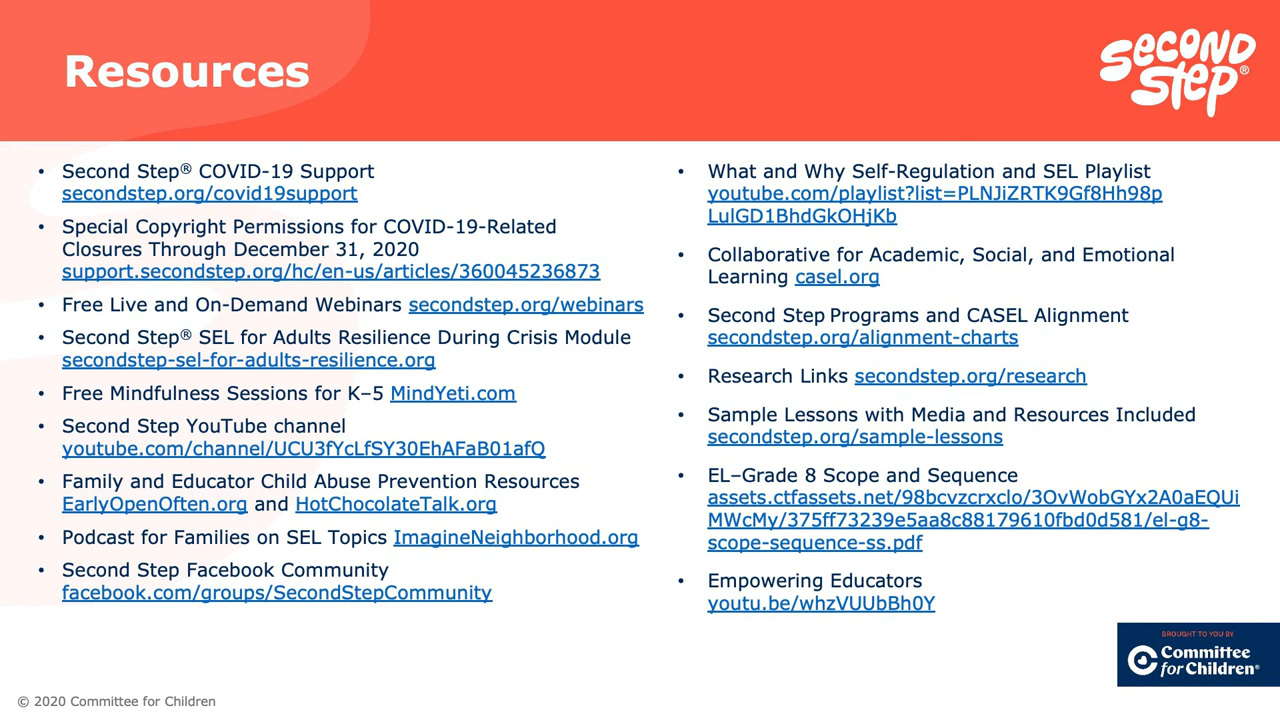 Resources
SECOND
STEP®
• Second Step® COVID-19 Support
secondstep.org/covid19support
• Special Copyright Permissions for COVID-19-Related
Closures Through December 31, 2020
support.secondstep.org/hc/en-us/articles/360045236873
• Free Live and On-Demand Webinars secondstep.org/webinars
• Second Step® SEL for Adults Resilience During Crisis Module
secondstep-sel-for-adults-resilience.org
• Free Mindfulness Sessions for K–5 MindYeti.com
• Second Step YouTube channel
youtube.com/channel/UCU3fYcLfSY30EhAFaB01afQ
• Family and Educator Child Abuse Prevention Resources
EarlyOpenOften.org and HotChocolateTalk.org
• Podcast for Families on SEL Topics ImagineNeighborhood.org
• Second Step Facebook Community
facebook.com/groups/SecondStepCommunity
• What and Why Self-Regulation and SEL Playlist
youtube.com/playlist?list=PLNJiZRTK9Gf8Hh98p
LulGD1BhdGkOHjKb
• Collaborative for Academic, Social, and Emotional
Learning casel.org
• Second Step Programs and CASEL Alignment
secondstep.org/alignment-charts
• Research Links secondstep.org/research
• Sample Lessons with Media and Resources Included
secondstep.org/sample-lessons
• EL–Grade 8 Scope and Sequence
assets.ctfassets.net/98bcvzcrxclo/3OvWobGYx2A0aEQUi
MWcMy/375ff73239e5aa8c88179610fbd0d581/el-g8-
scope-sequence-ss.pdf
• Empowering Educators
youtu.be/whzVUUbBh0Y
BROUGHT TO YOU BY
Committee
for Children®
© 2020 Committee for Children